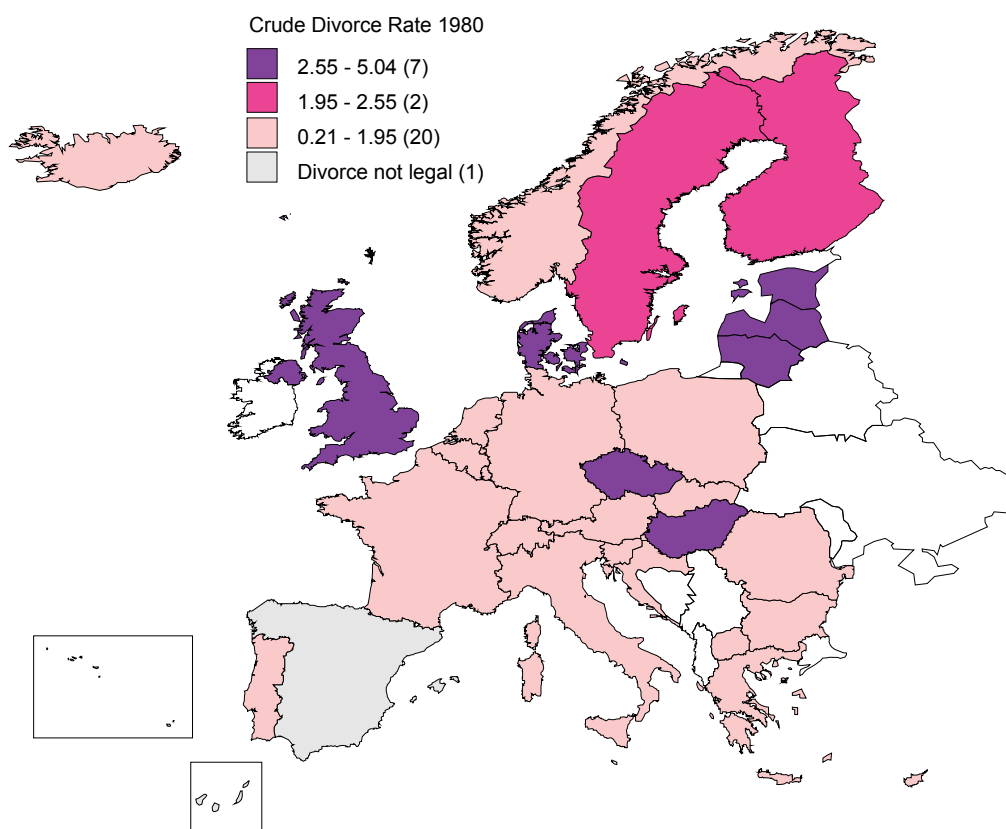 Crude Divorce Rate 1980
2.55 - 5.04 (7)
1.95 - 2.55 (2)
0.21 - 1.95 (20)
Divorce not legal (1)